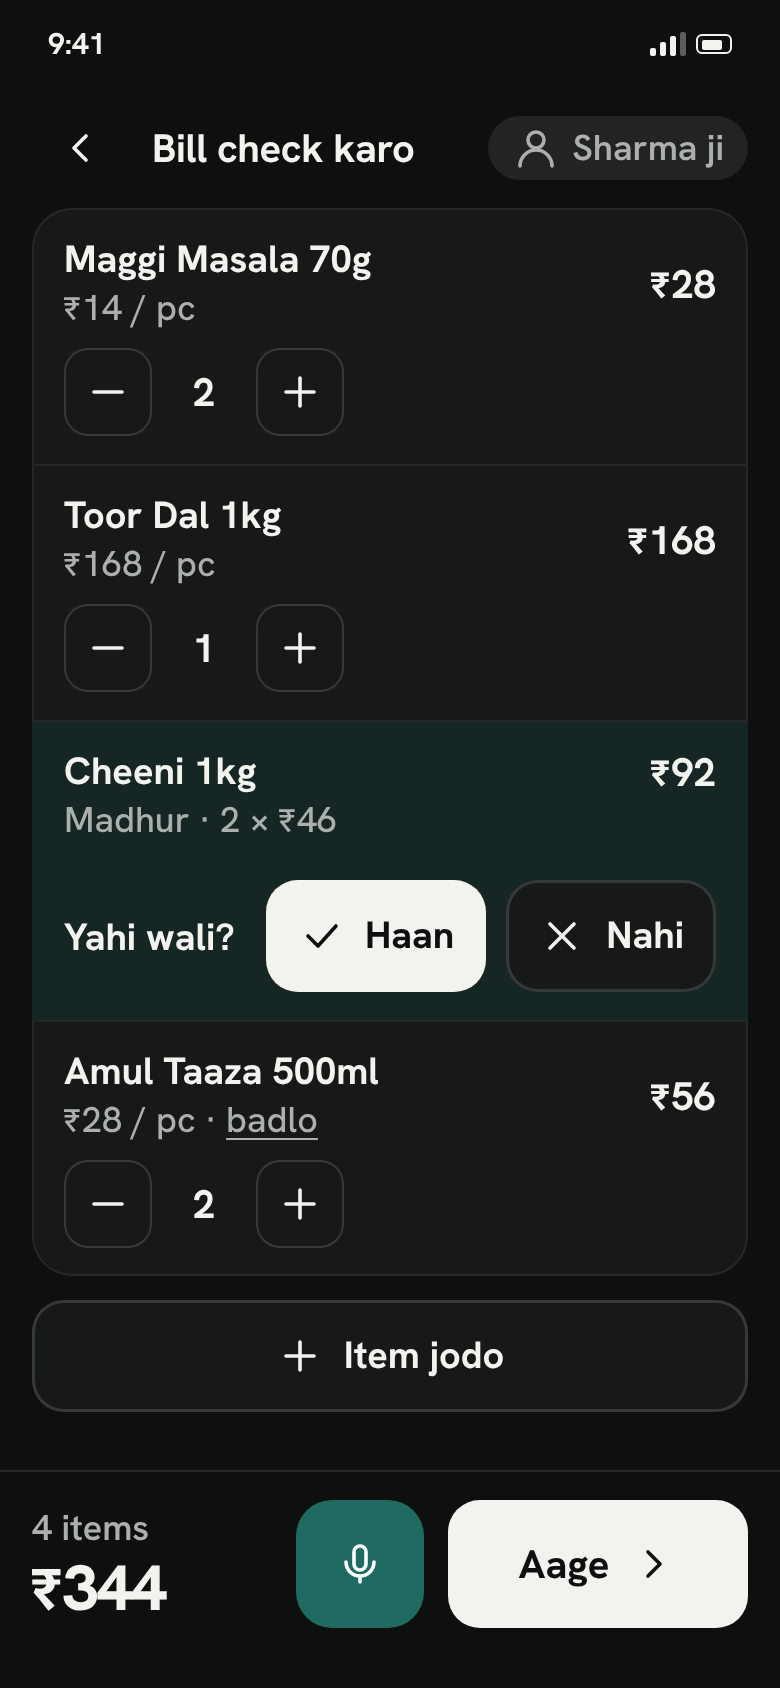 9:41
Bill check karo
Sharma ji
Maggi Masala 70g
₹28
₹14 / pc
2
Toor Dal 1kg
₹168
₹168 / pc
1
Cheeni 1kg
₹92
Madhur · 2 × ₹46
Yahi wali?
Haan
Nahi
Amul Taaza 500ml
₹56
₹28 / pc · badlo
2
Item jodo
4 items
₹344
Aage